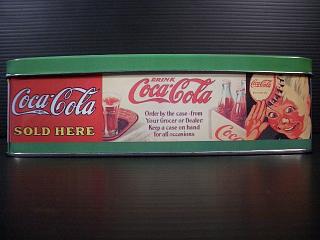 Coca-Cola
SOLD HERE
DRINK
Coca-Cola
Order by the case-from
Your Grocer or Dealer
Keep a case on hand
for all occasions
Coca-Cola